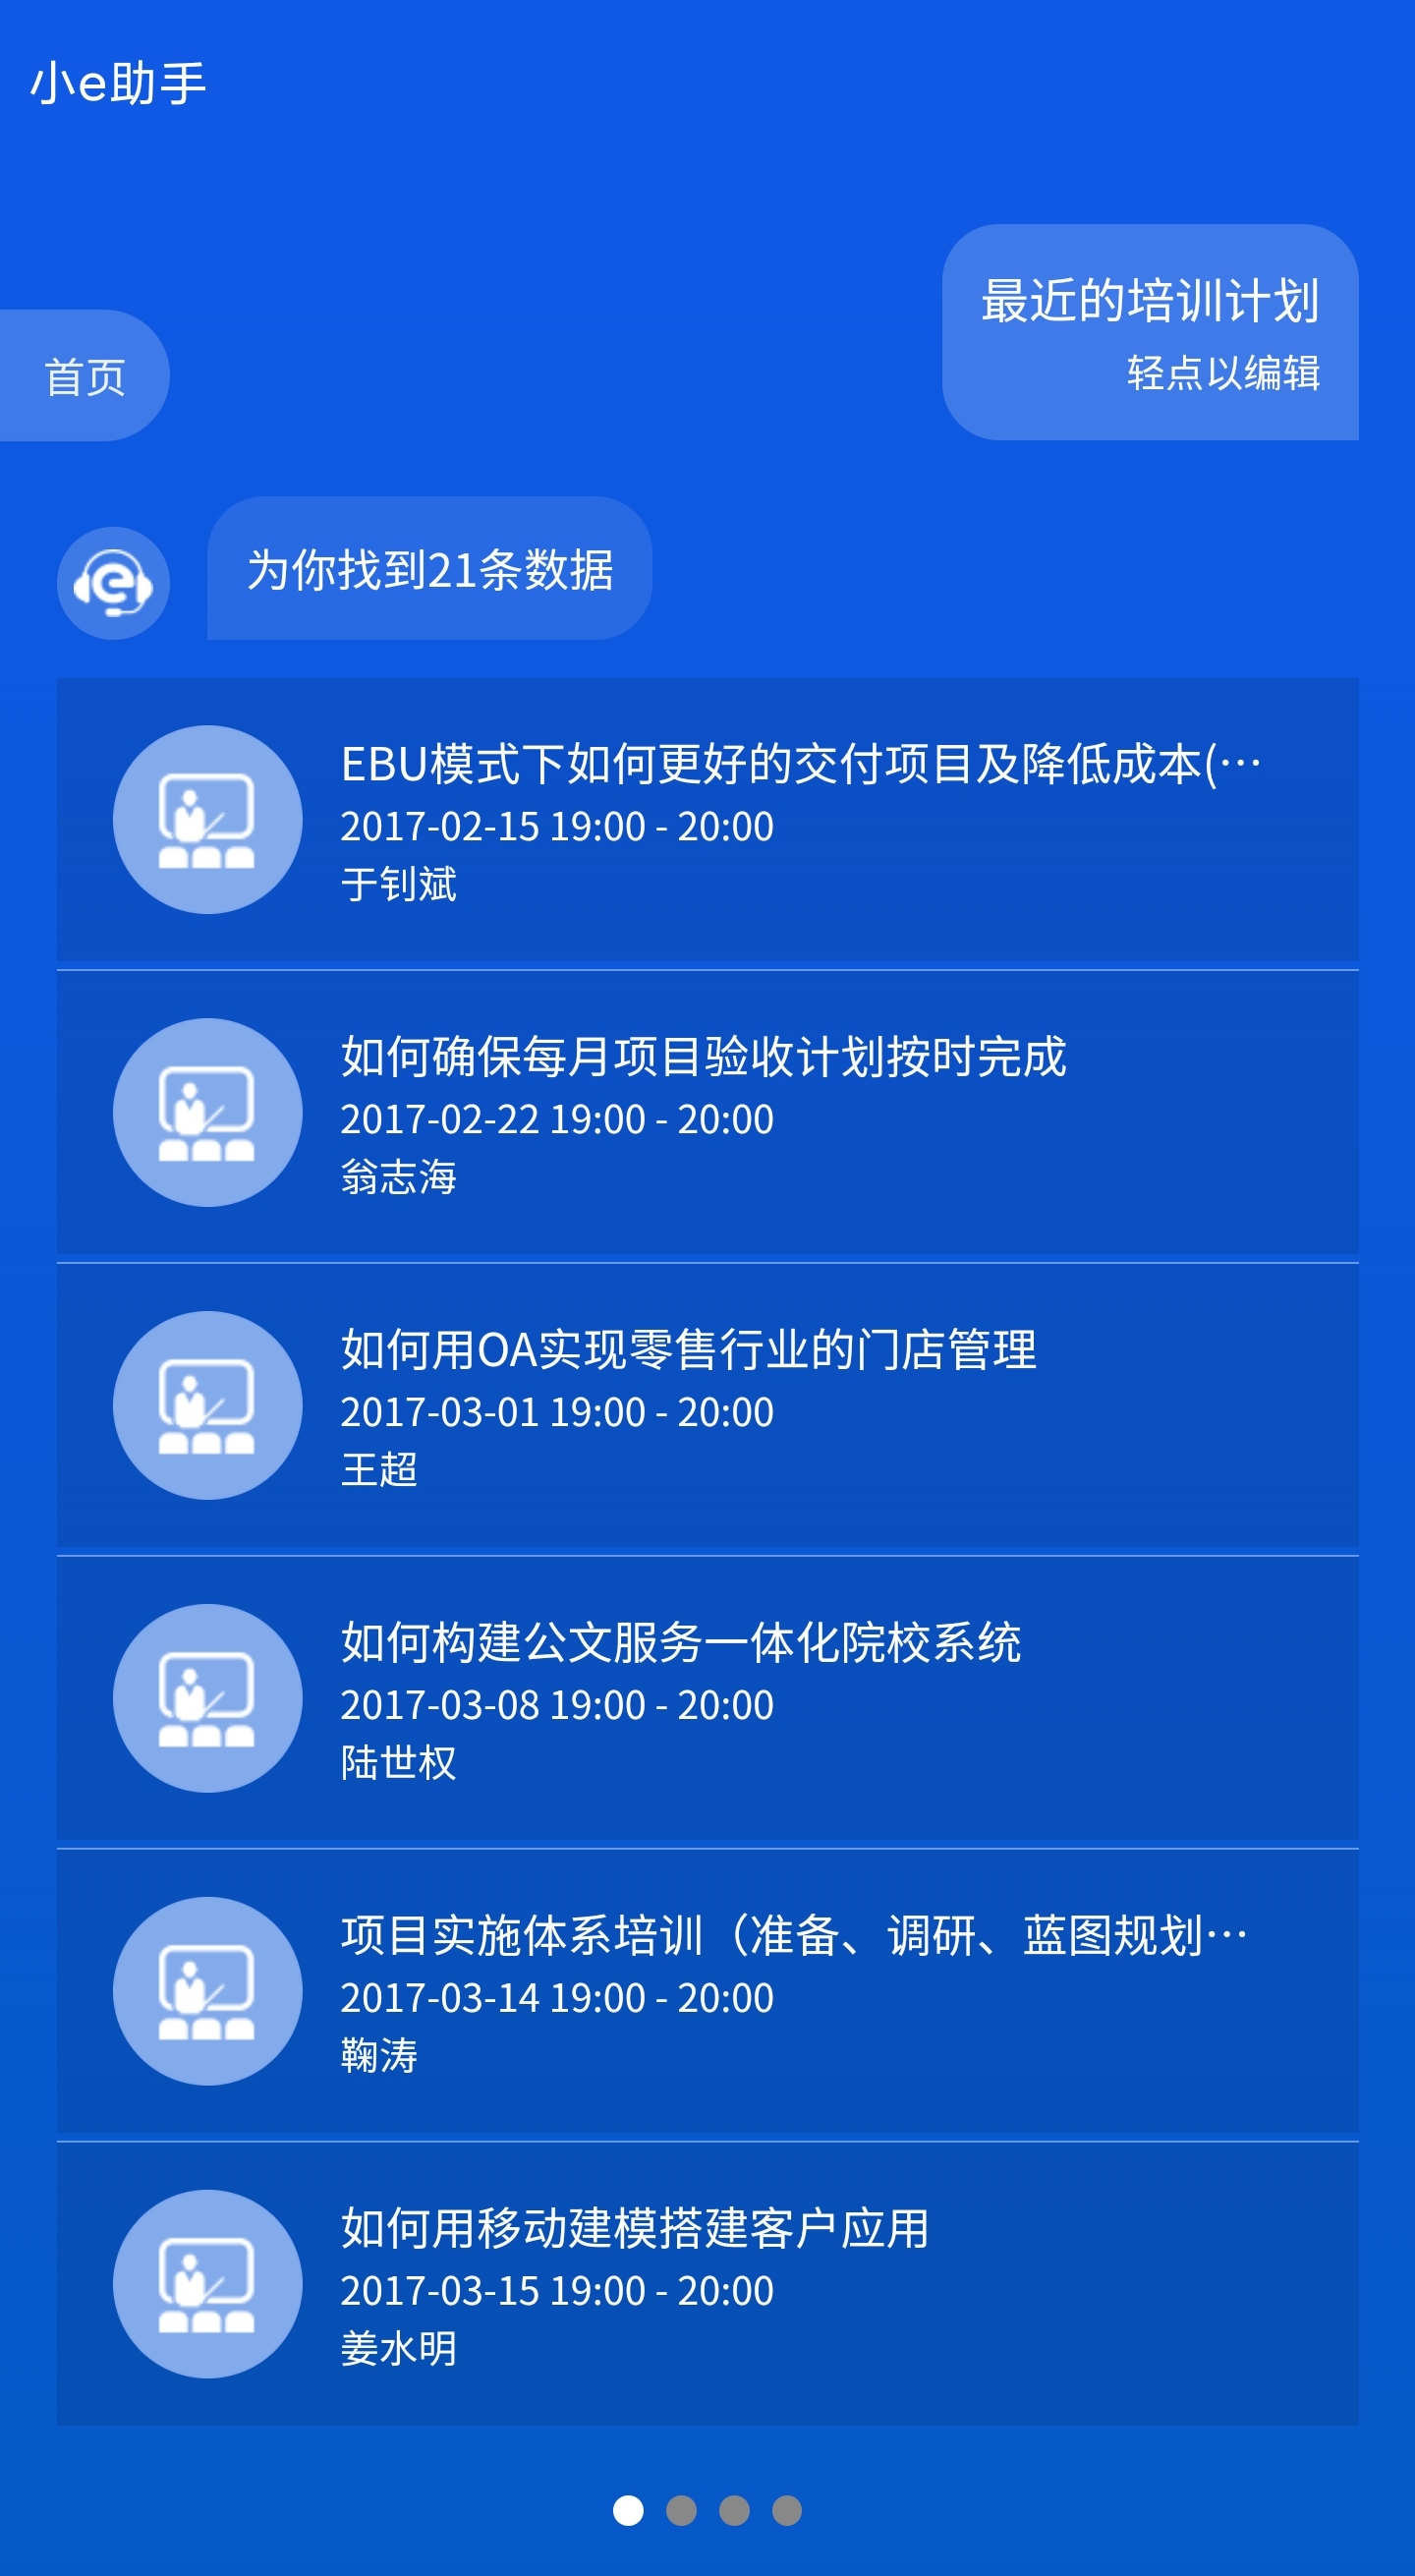 小e助手
最近的培训计划
轻点以编辑
首页
为你找到21条数据
EBU模式下如何更好的交付项目及降低成本(…
2017-02-15 19:00 - 20:00
于钊斌
如何确保每月项目验收计划按时完成
2017-02-22 19:00 - 20:00
翁志海
如何用OA实现零售行业的门店管理
2017-03-01 19:00 - 20:00
王超
如何构建公文服务一体化院校系统
2017-03-08 19:00 - 20:00
陆世权
项目实施体系培训（准备、调研、蓝图规划…
2017-03-14 19:00 - 20:00
鞠涛
如何用移动建模搭建客户应用
2017-03-15 19:00 - 20:00
姜水明